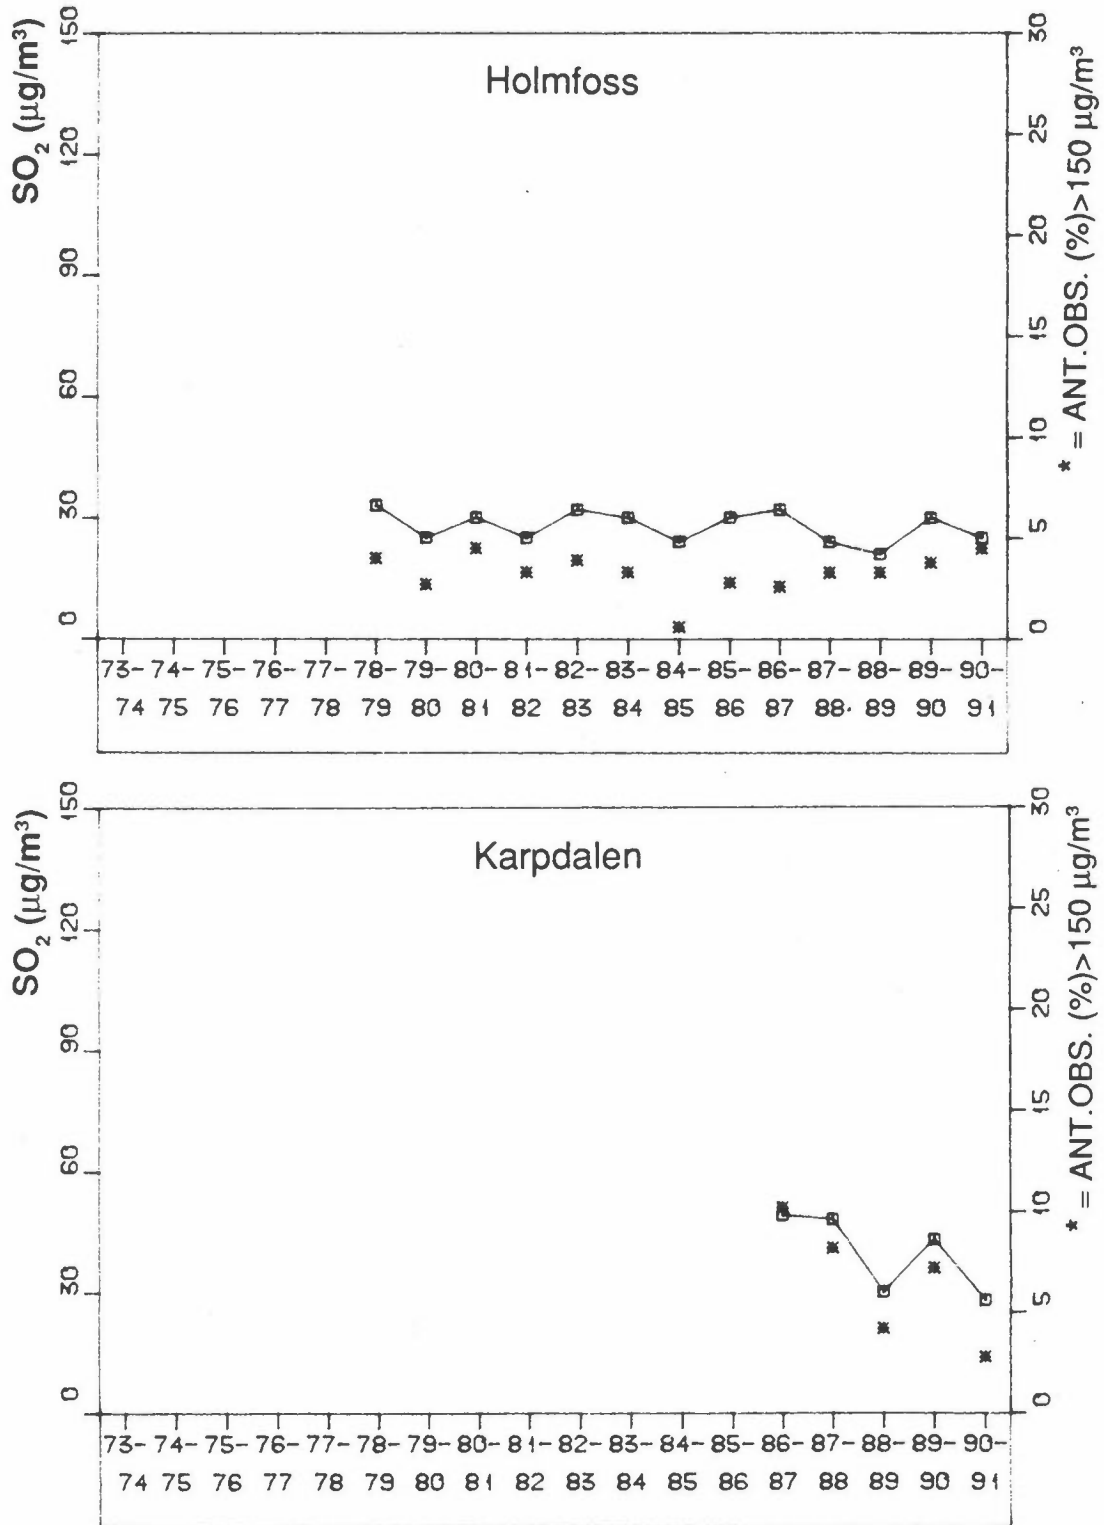 Holmfoss
SO₂ (µg/m³)
150
120
90
60
30
0
30
25
20
15
10
5
0
* = ANT.OBS. (%)>150 µg/m³
73- 74- 75- 76- 77- 78- 79- 80- 81- 82- 83- 84- 85- 86- 87- 88- 89- 90-
74 75 76 77 78 79 80 81 82 83 84 85 86 87 88 89 90 91
Karpdalen
SO₂ (µg/m³)
150
120
90
60
30
0
30
25
20
15
10
5
0
* = ANT.OBS. (%)>150 µg/m³
73- 74- 75- 76- 77- 78- 79- 80- 81- 82- 83- 84- 85- 86- 87- 88- 89- 90-
74 75 76 77 78 79 80 81 82 83 84 85 86 87 88 89 90 91